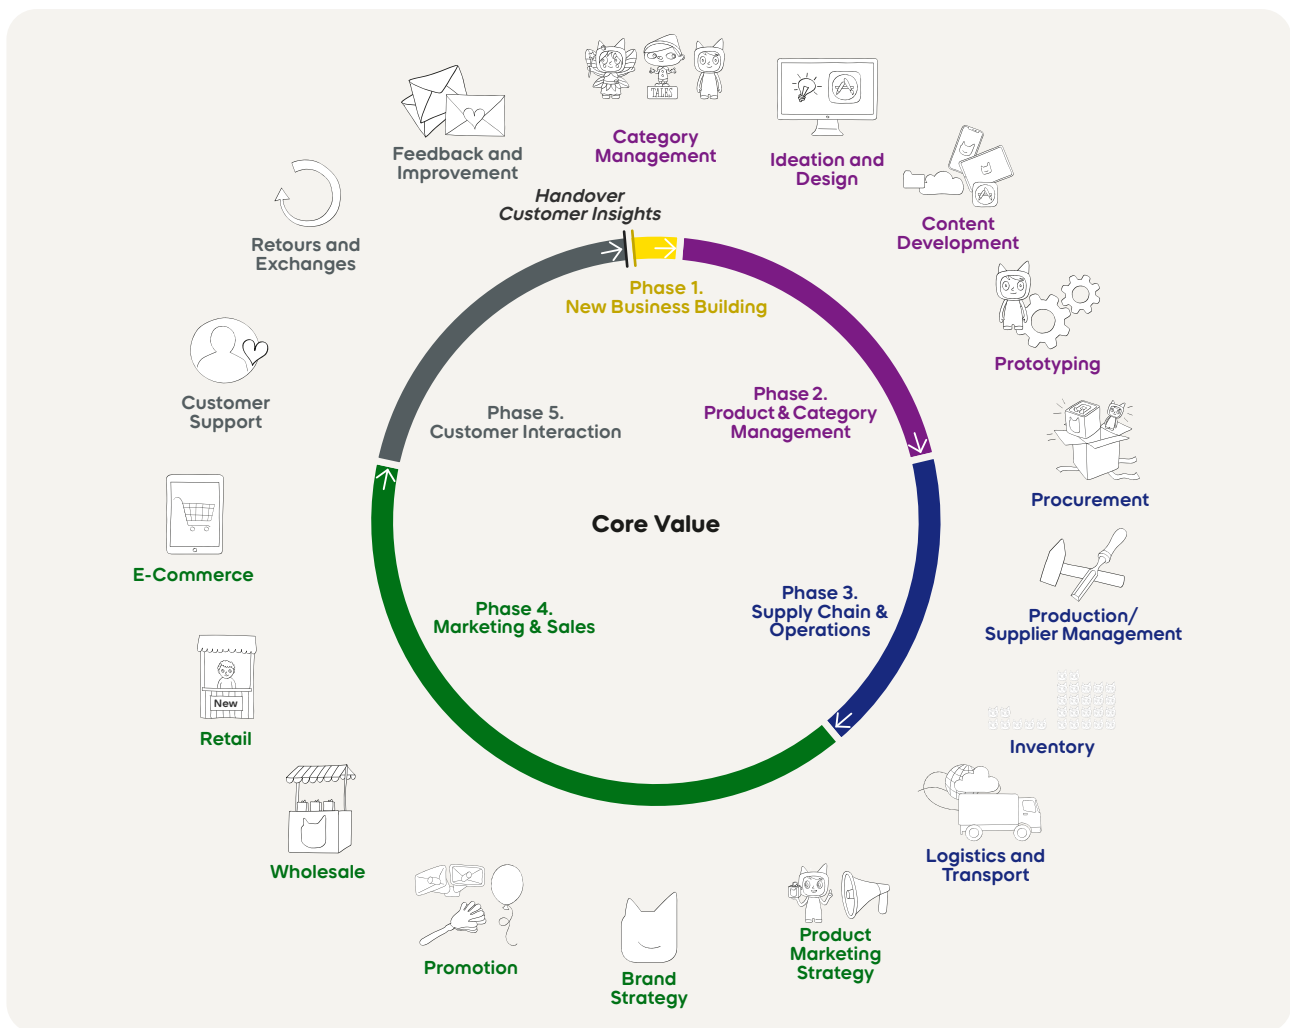 TALES
Category
Management
Ideation and
Design
Content
Development
Prototyping
Procurement
Production/
Supplier Management
Inventory
Logistics and
Transport
Product
Marketing
Strategy
Brand
Strategy
Promotion
Wholesale
New
Retail
E-Commerce
Customer
Support
Retours and
Exchanges
Feedback and
Improvement
Handover
Customer Insights
Phase 1.
New Business Building
Phase 2.
Product & Category
Management
Phase 3.
Supply Chain &
Operations
Phase 4.
Marketing & Sales
Phase 5.
Customer Interaction
Core Value